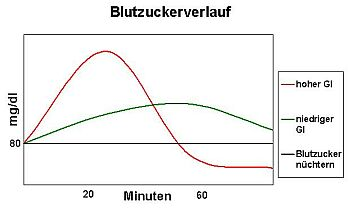 Blutzuckerverlauf
mg/dl
80
20
Minuten
60
hoher GI
niedriger
GI
Blutzucker
nüchtern